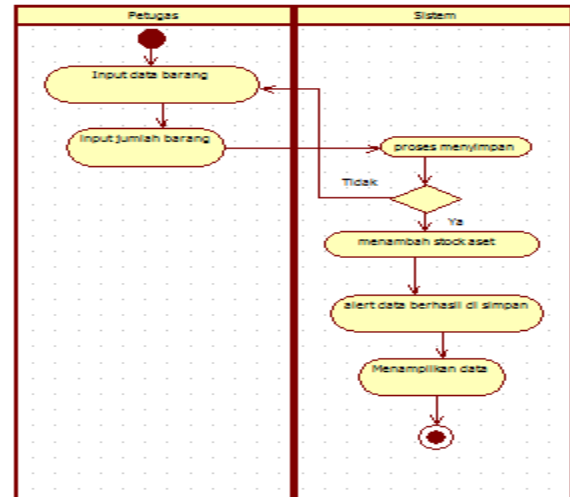 Petugas
Sistem
Input data barang
Input jumlah barang
proses menyimpan
Tidak
Ya
menambah stock aset
alert data berhasil di simpan
Menampilkan data